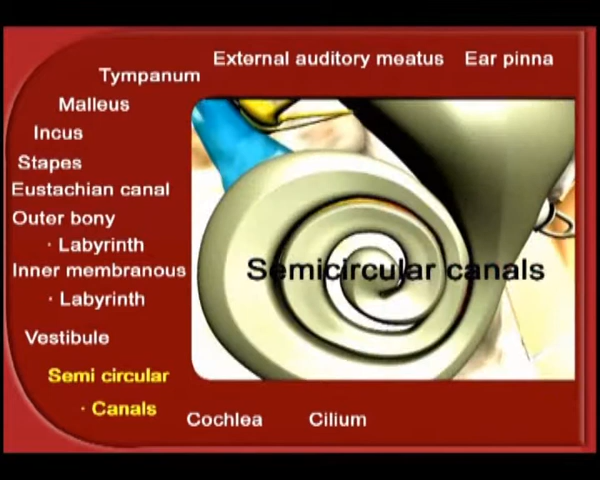 External auditory meatus
Ear pinna
Tympanum
Malleus
Incus
Stapes
Eustachian canal
Outer bony
· Labyrinth
Inner membranous
· Labyrinth
Vestibule
Semi circular
· Canals
Cochlea
Cilium
Semicircular canals